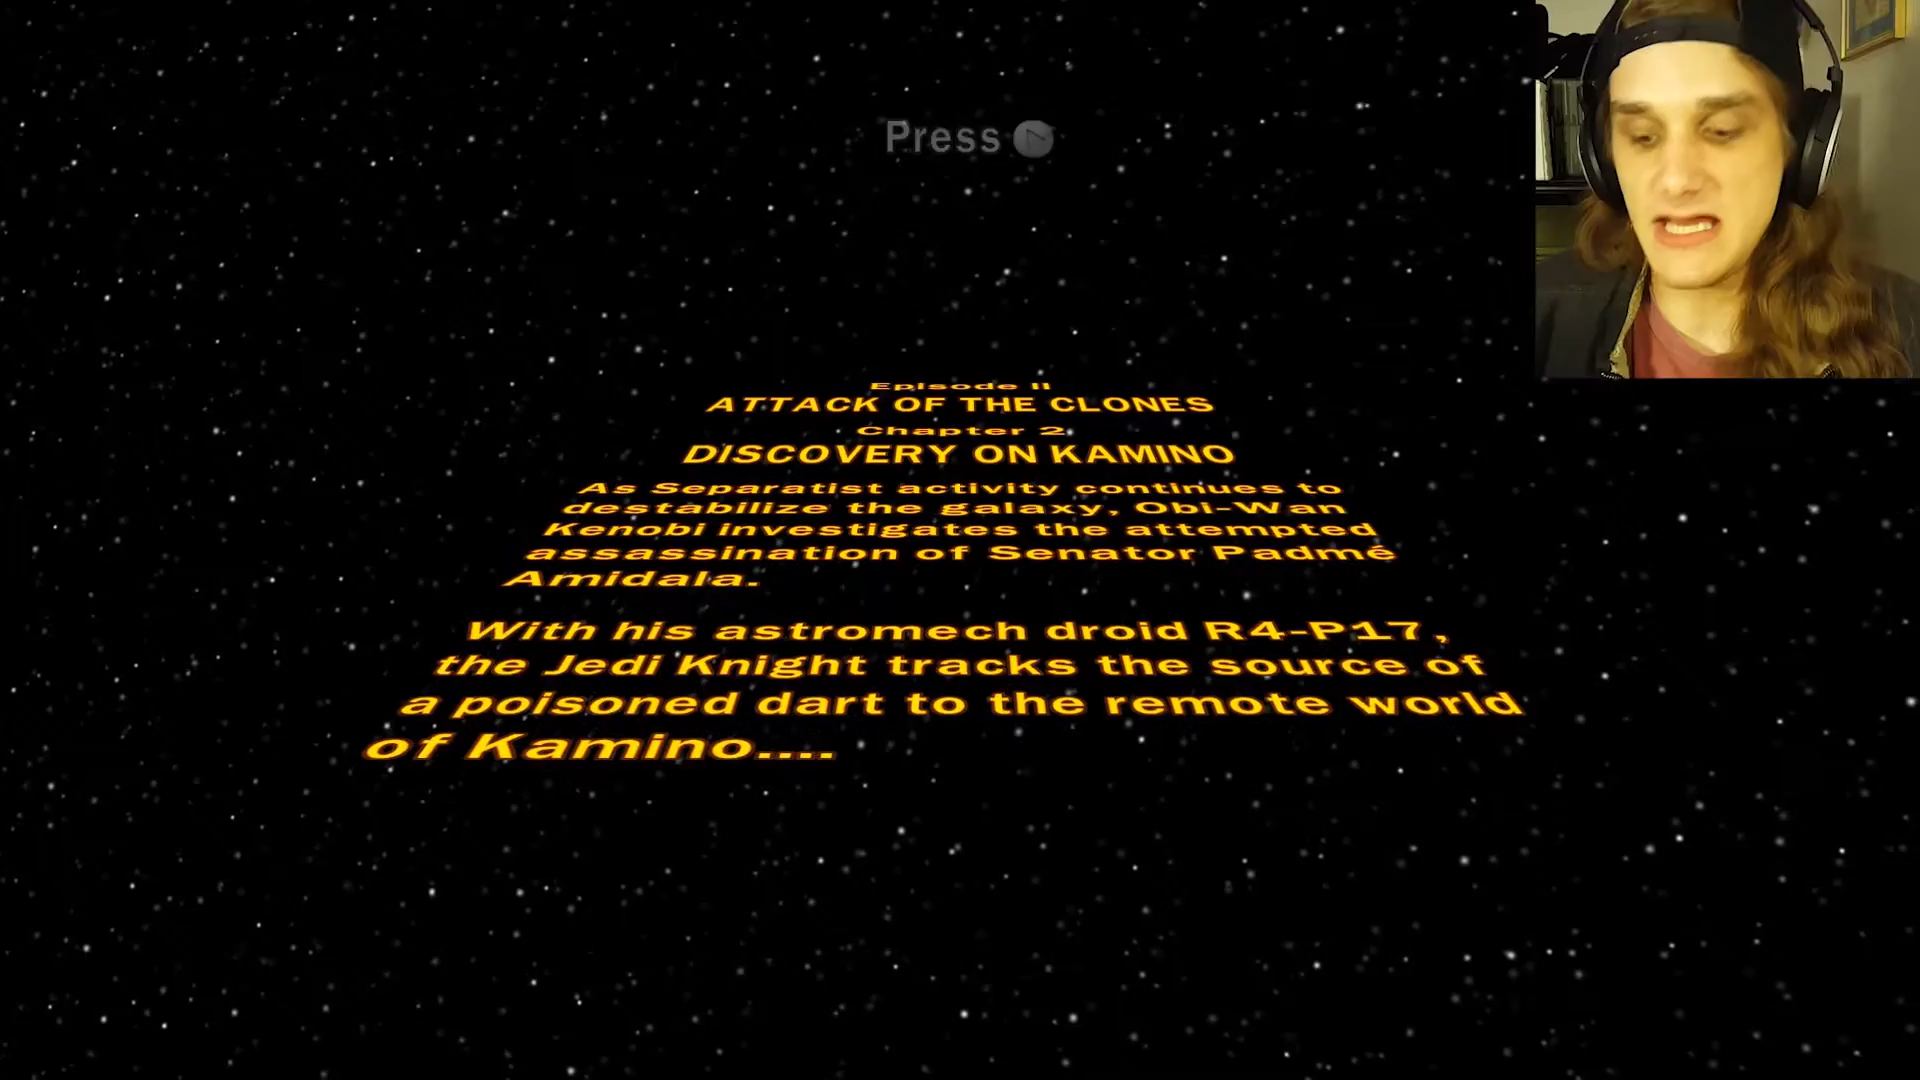 Press
Episode II
ATTACK OF THE CLONES
Chapter 2
DISCOVERY ON KAMINO
As Separatist activity continues to
destabilize the galaxy, Obi-Wan
Kenobi investigates the attempted
assassination of Senator Padmé
Amidala.
With his astromech droid R4-P17,
the Jedi Knight tracks the source of
a poisoned dart to the remote world
of Kamino....